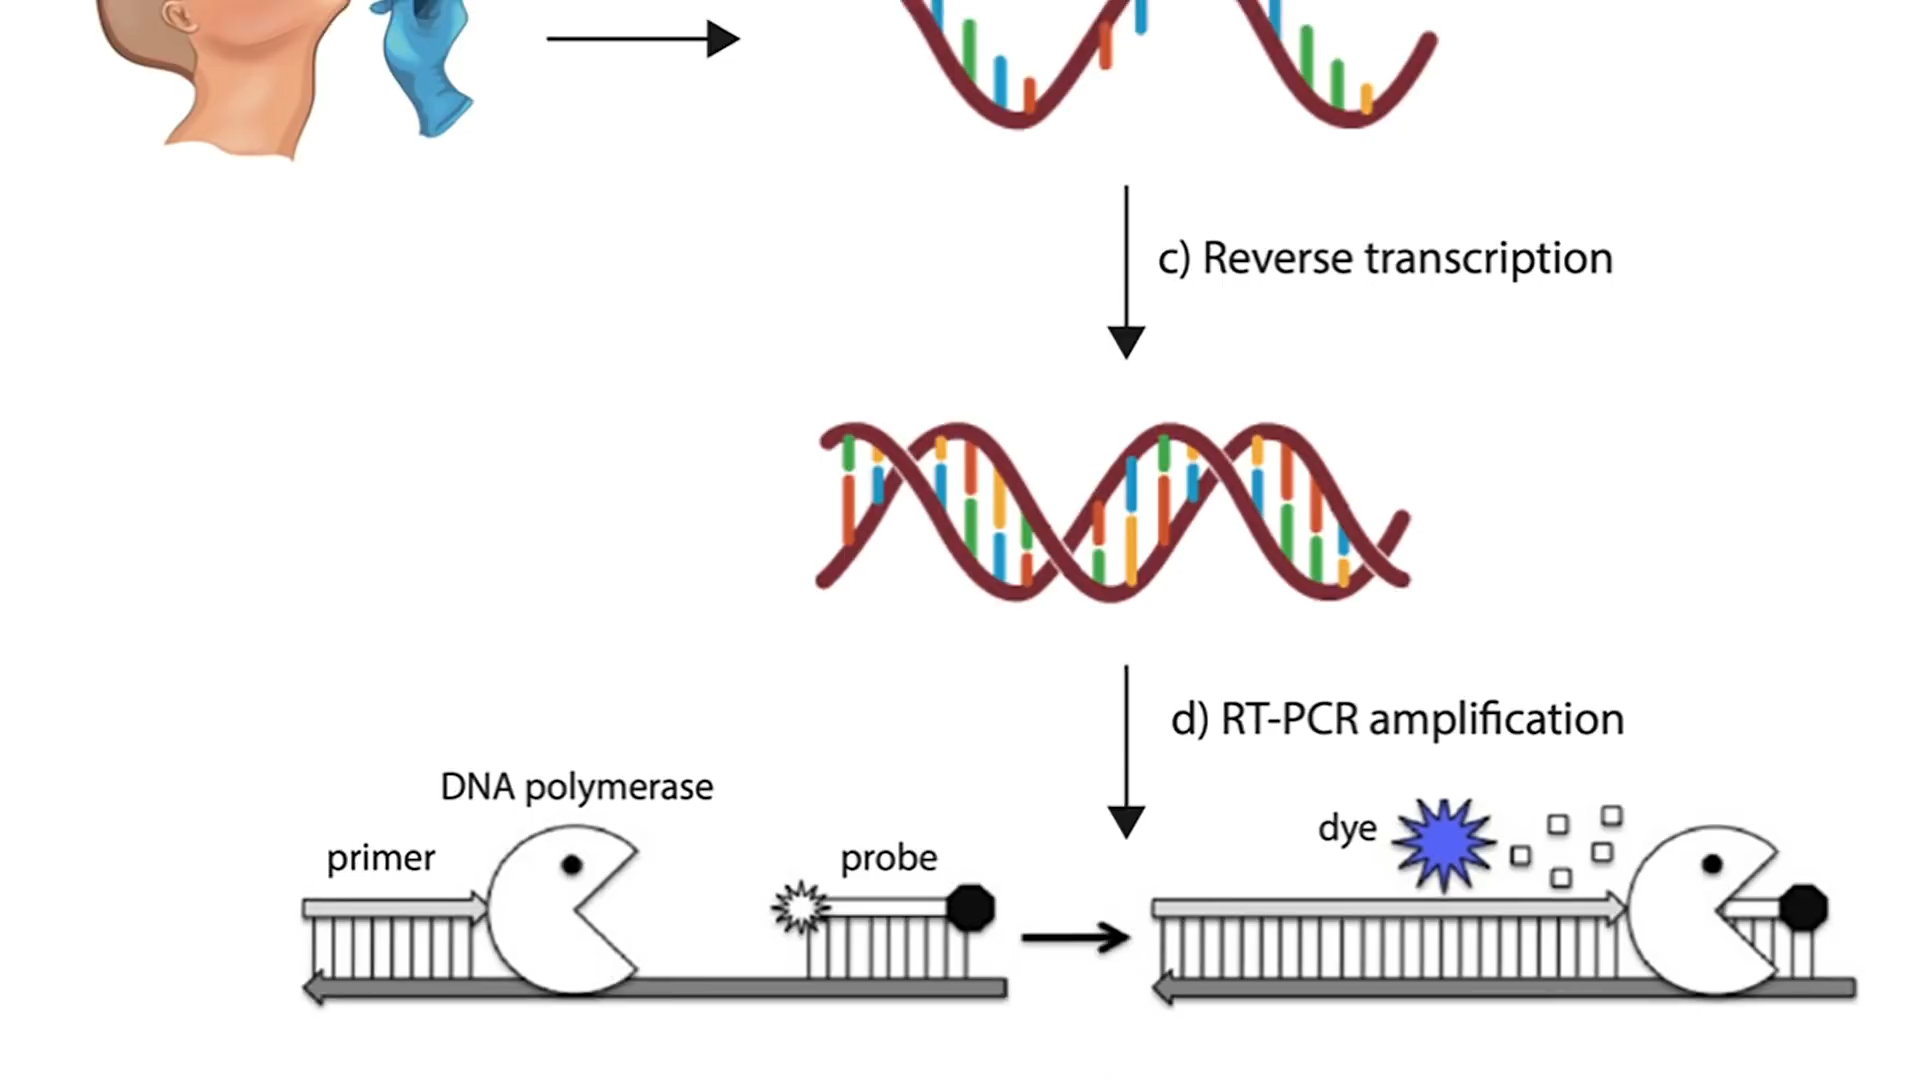 c) Reverse transcription
d) RT-PCR amplification
DNA polymerase
primer
probe
dye